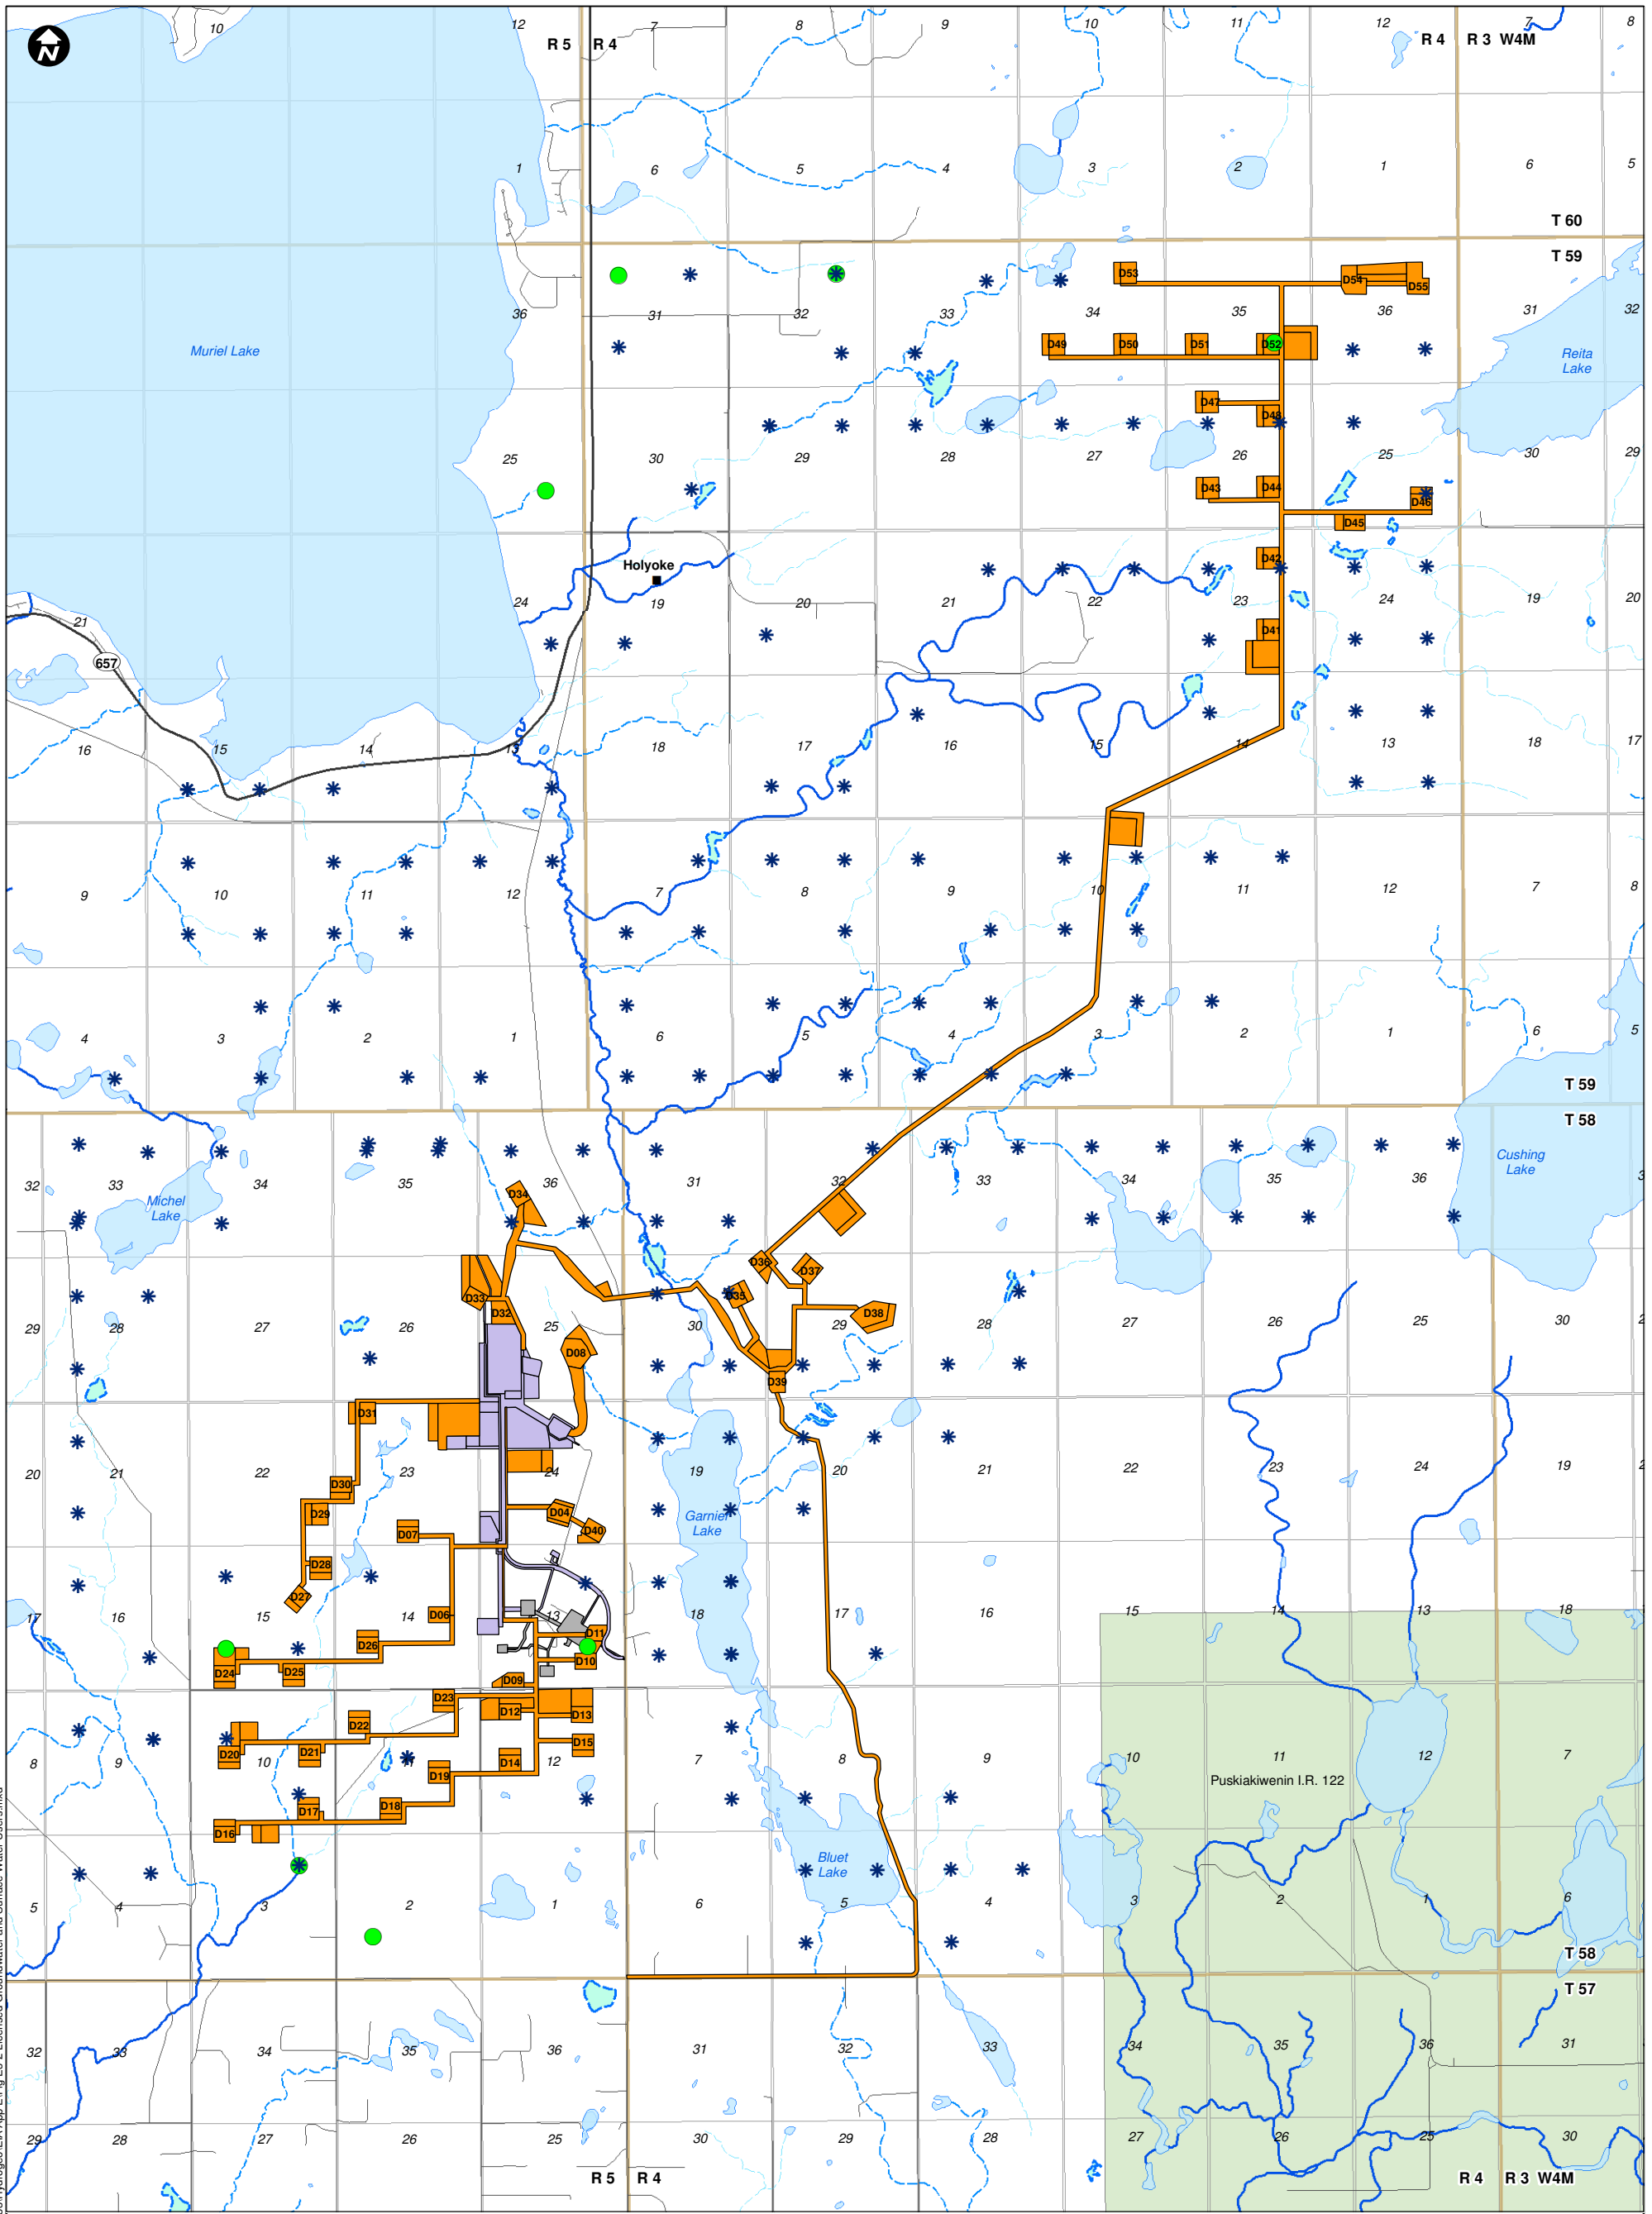 N
10 12 7 8 9 10 11 12 7 8
R 5 R 4
R 4 R 3 W4M
1 6 5 4 3 2 1 6 5
T 60
T 59
D53 D54 D55
36 31 32 33 34 35 36 31 32
Muriel Lake
D49 D50 D51 D52
Reita
Lake
D47 D48
25 30 29 28 27 26 25 30 29
D43 D44 D46
D45
D42
Holyoke
24 19 20 21 22 23 24 19 20
21
D41
657
16 15 14 13 18 17 16 15 14 13 18 17
9 10 11 12 7 8 9 10 11 12 7 8
4 3 2 1 6 5 4 3 2 1 6 5
T 59
T 58
Cushing
Lake
32 33 34 35 36 31 32 33 34 35 36
Michel
Lake
D34
D36 D37
D33 D32 D35 D38
29 28 27 26 25 30 29 28 27 26 25 30
D08
D39
D31
20 21 22 23 24 19 20 21 22 23 24 19
D30
D29 D04 D40
Garnier
Lake
D07
D28
D27
17 16 15 14 13 18 17 16 15 14 13 18
D06
D26 D11
D24 D25 D10
D09
D23 D12 D13
D22
D20 D21 D14 D15
8 9 10 11 12 7 8 9 10 11 12 7
D19
Puskiakiwenin I.R. 122
D17 D18
D16
Bluet
Lake
5 4 3 2 1 6 5 4 3 2 1 6
T 58
T 57
32 33 34 35 36 31 32 33 34 35 36 31
29 28 27 26 25 30 29 28 27 26 25 30
R 5 R 4
R 4 R 3 W4M